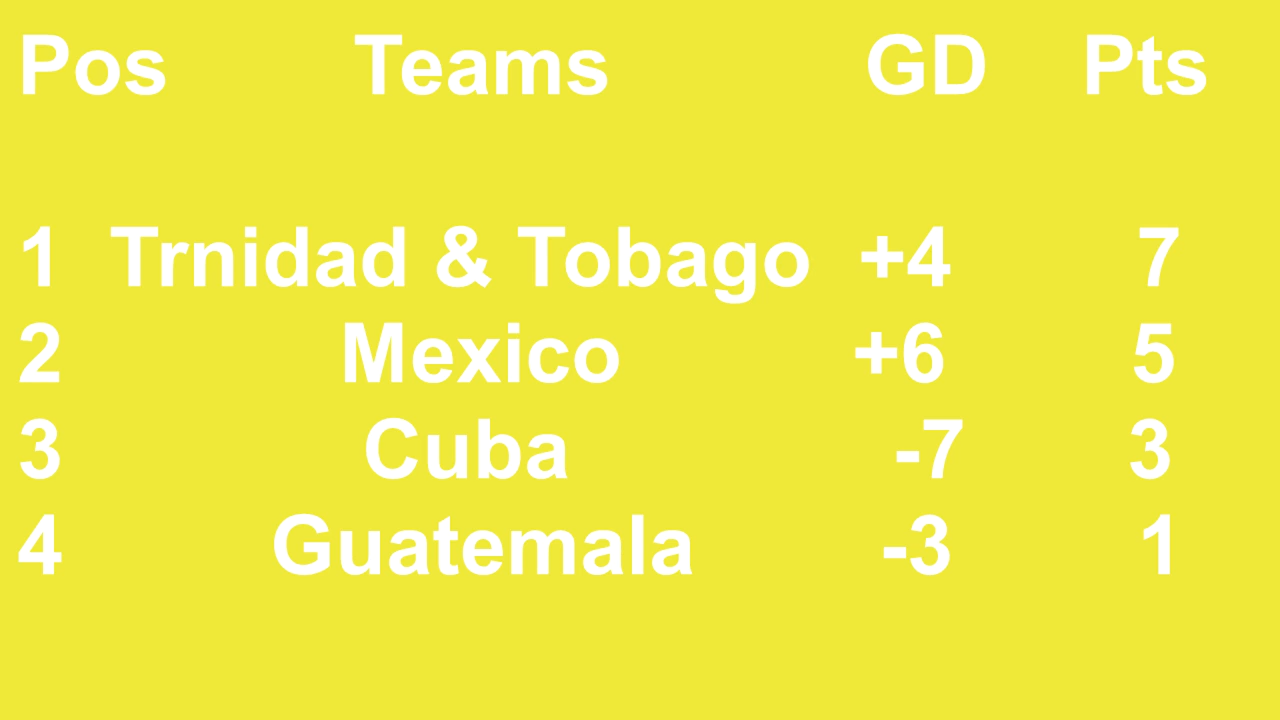 Pos Teams GD Pts
1 Trnidad & Tobago +4 7
2 Mexico +6 5
3 Cuba -7 3
4 Guatemala -3 1